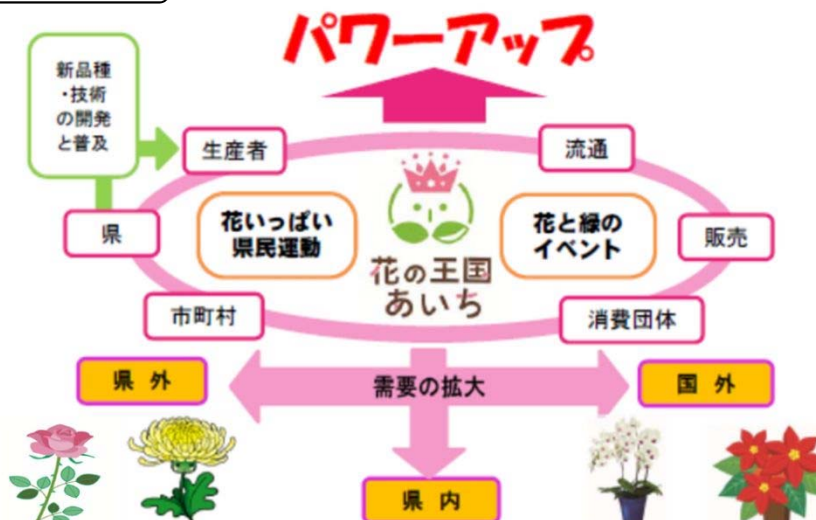 パワーアップ
新品種
・技術
の開発
と普及
生産者
流通
県
花いっぱい
県民運動
花と緑の
イベント
販売
花の王国
あいち
市町村
消費団体
県 外
需要の拡大
国 外
県 内